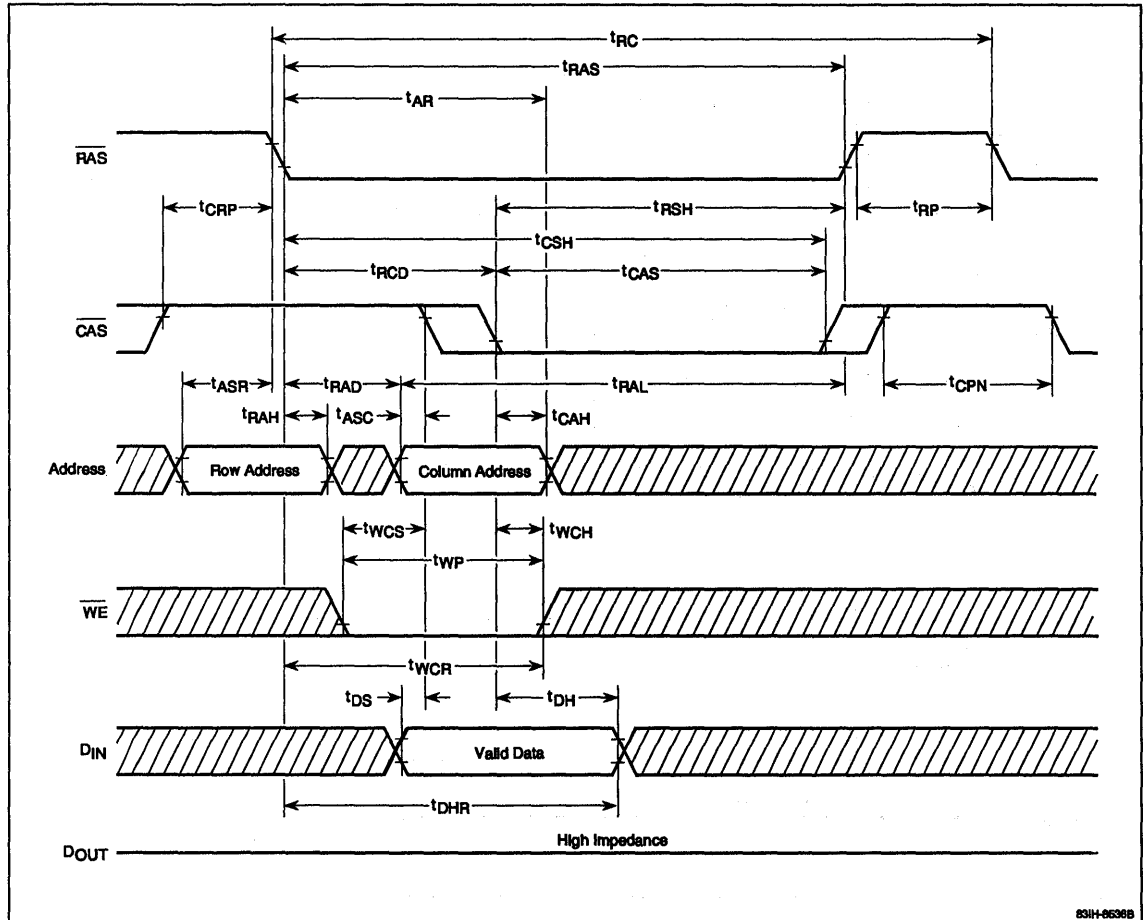 tRC
tRAS
tAR
RAS
tCRP
tRSH
tRP
tCSH
tRCD
tCAS
CAS
tASR
tRAD
tRAL
tCPN
tRAH
tASC
tCAH
Address
Row Address
Column Address
tWCS
tWCH
tWP
WE
tWCR
tDS
tDH
DIN
Valid Data
tDHR
High Impedance
DOUT
83IH-8538B